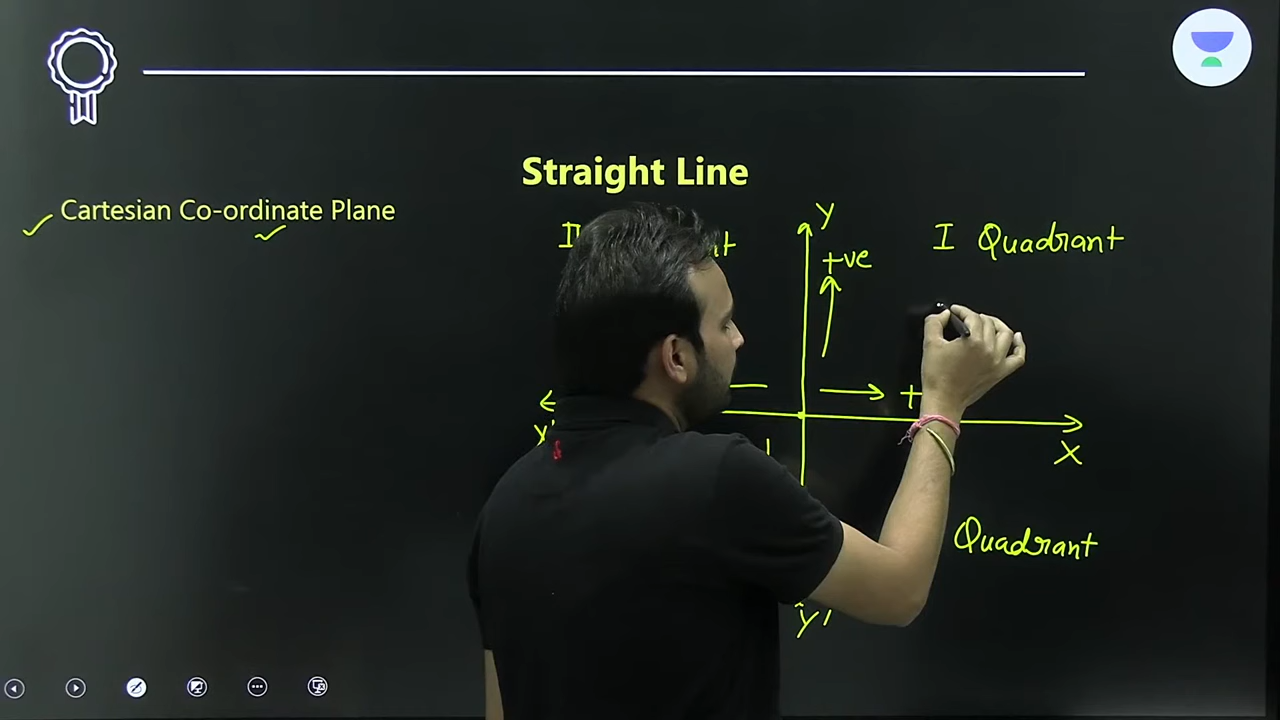 Straight Line
Cartesian Co-ordinate Plane
Y
I Quadrant
+ve
+
X'
X
Quadrant
Y'